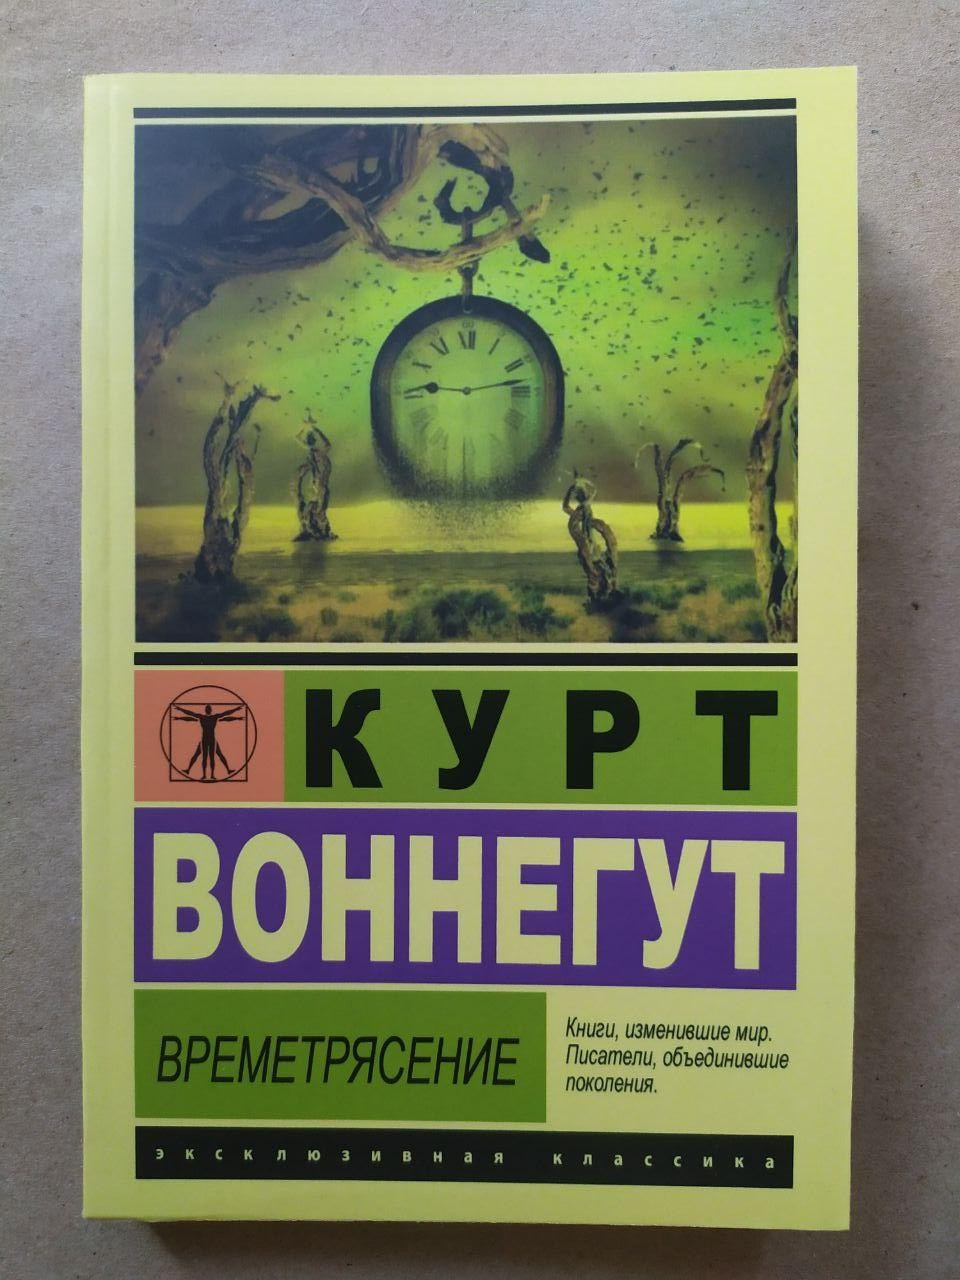 КУРТ
ВОННЕГУТ
ВРЕМЕТРЯСЕНИЕ
Книги, изменившие мир.
Писатели, объединившие
поколения.
эксклюзивная классика